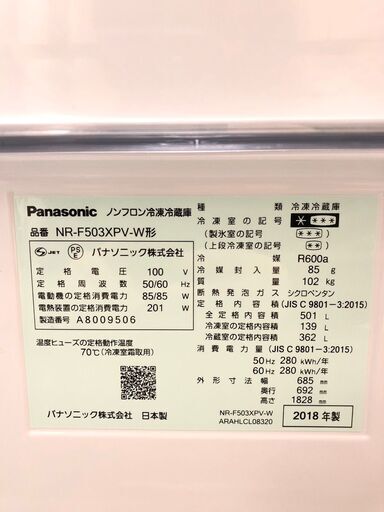 Panasonic ノンフロン冷凍冷蔵庫
品番 NR-F503XPV-W形
JET PS E パナソニック株式会社
定格電圧 100 V
定格周波数 50/60 Hz
電動機の定格消費電力 85/85 W
電熱装置の定格消費電力 201 W
製造番号 A8009506
温度ヒューズの定格動作温度
70℃(冷凍室霜取用)
パナソニック株式会社 日本製
種類 冷凍冷蔵庫
冷凍室の記号 * ***
(製氷室の記号) ***
(上段冷凍室の記号) ***
冷媒 R600a
冷媒封入量 85 g
質量 102 kg
断熱材発泡ガス シクロペンタン
定格内容積 (JIS C 9801-3:2015)
全定格内容積 501 L
冷凍室の定格内容積 139 L
冷蔵室の定格内容積 362 L
消費電力量 (JIS C 9801-3:2015)
50Hz 280 kWh/年
60Hz 280 kWh/年
外形寸法 幅 685 mm
奥行 692 mm
高さ 1828 mm
NR-F503XPV-W
ARAHLCL08320
2018年製